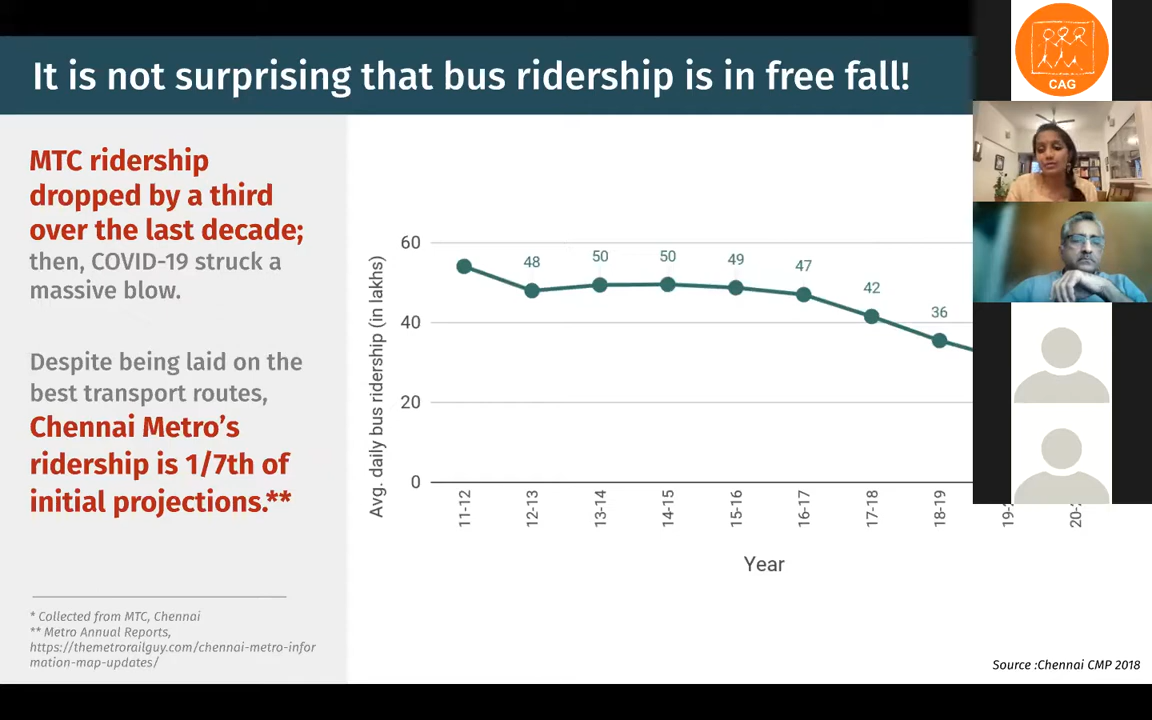 It is not surprising that bus ridership is in free fall!
CAG
MTC ridership
dropped by a third
over the last decade;
then, COVID-19 struck a
massive blow.
Despite being laid on the
best transport routes,
Chennai Metro's
ridership is 1/7th of
initial projections.**
* Collected from MTC, Chennai
** Metro Annual Reports,
https://themetrorailguy.com/chennai-metro-infor
mation-map-updates/
Avg. daily bus ridership (in lakhs)
60
40
20
0
48
50
50
49
47
42
36
11-12
12-13
13-14
14-15
15-16
16-17
17-18
18-19
Year
Source :Chennai CMP 2018